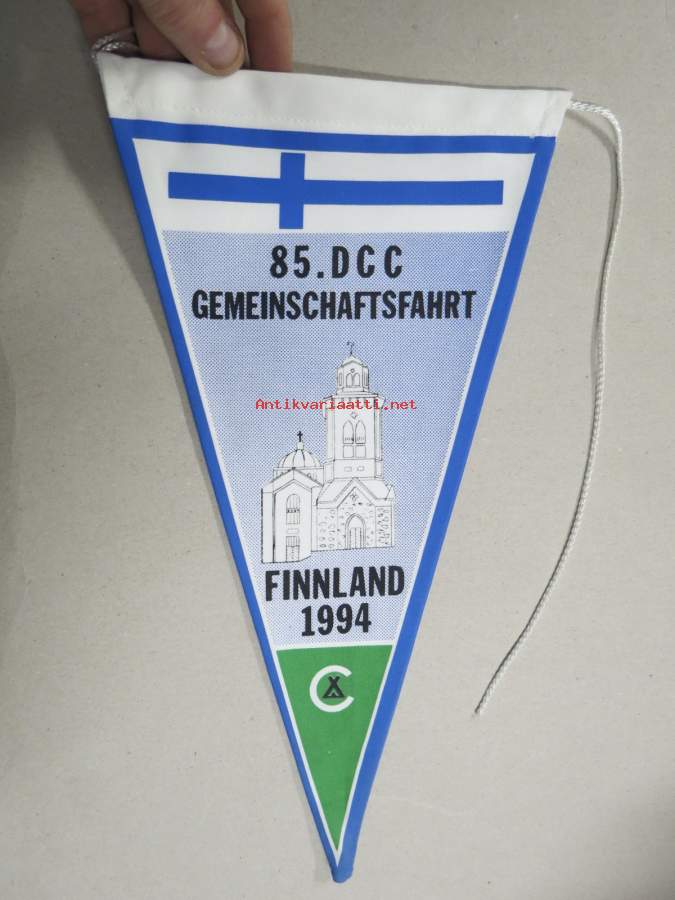 85.DCC
GEMEINSCHAFTSFAHRT
Antikvariaatti.net
FINNLAND
1994
C